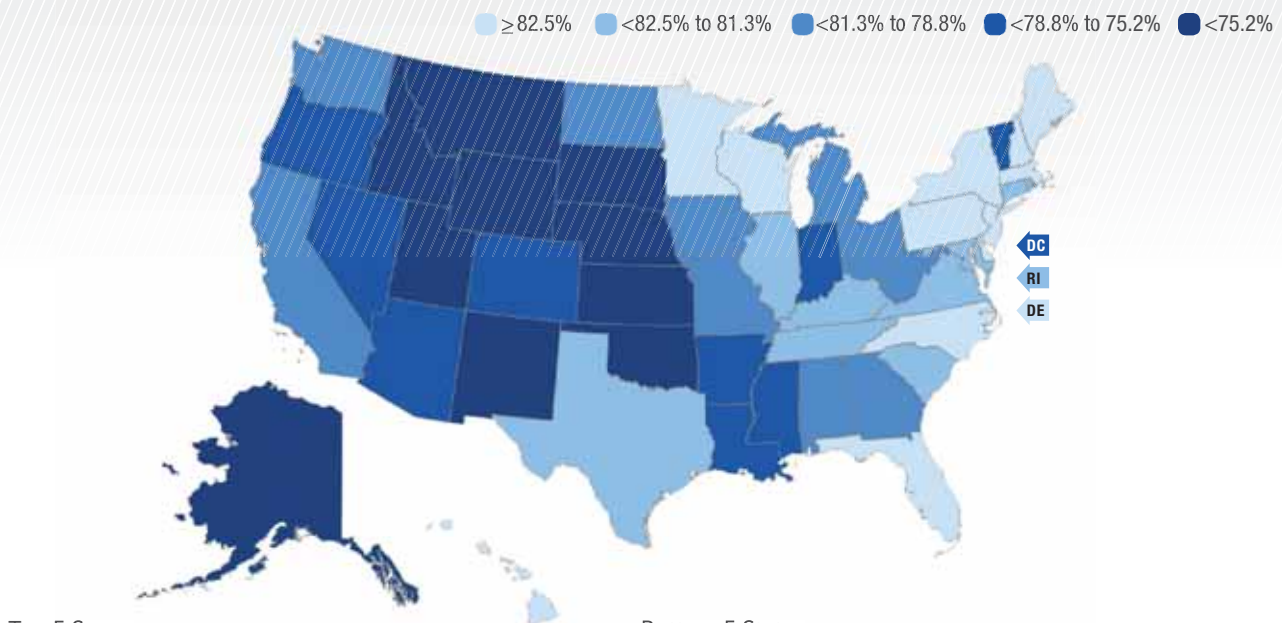 ≥82.5% <82.5% to 81.3% <81.3% to 78.8% <78.8% to 75.2% <75.2%
DC
RI
DE